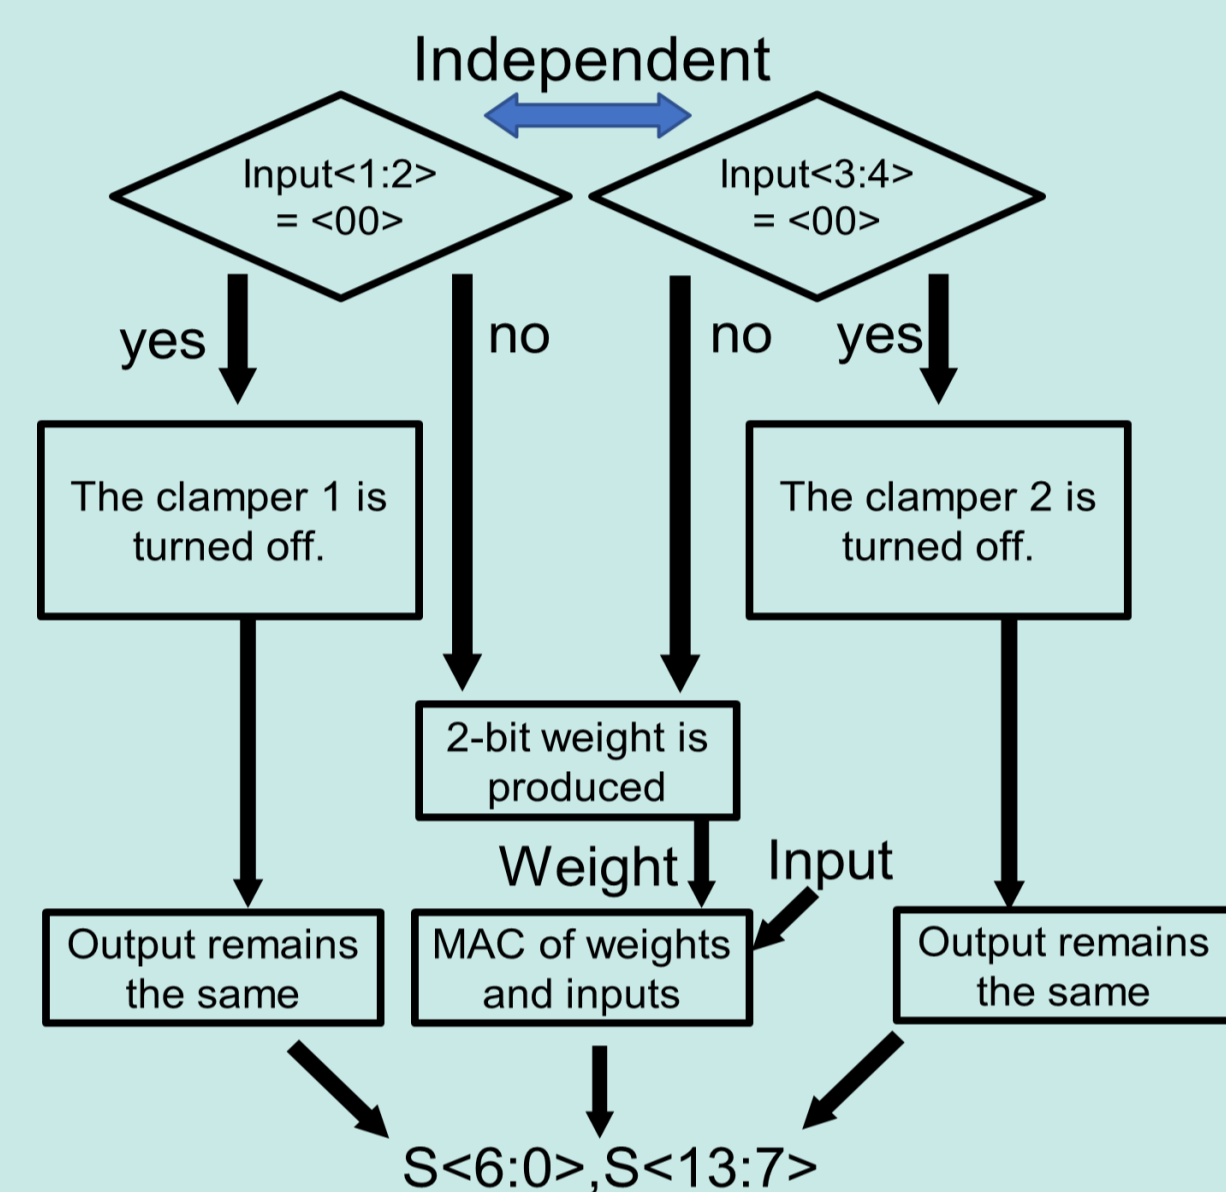 Independent
Input<1:2>
= <00>
Input<3:4>
= <00>
yes
no
no
yes
The clamper 1 is
turned off.
The clamper 2 is
turned off.
2-bit weight is
produced
Weight
Input
Output remains
the same
MAC of weights
and inputs
Output remains
the same
S<6:0>,S<13:7>